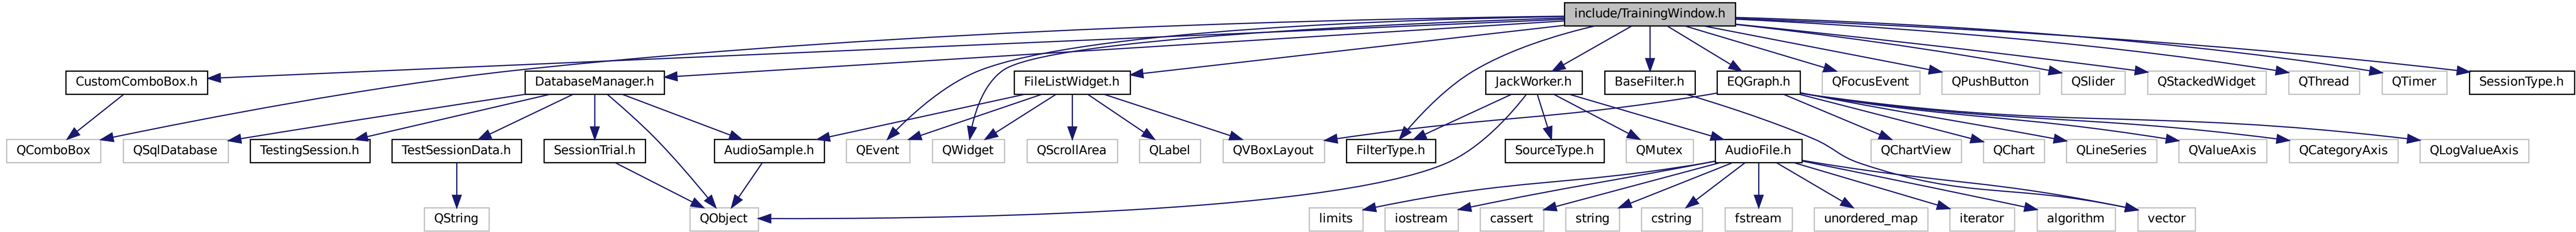 include/TrainingWindow.h
CustomComboBox.h
DatabaseManager.h
FileListWidget.h
JackWorker.h
BaseFilter.h
EQGraph.h
QFocusEvent
QPushButton
QSlider
QStackedWidget
QThread
QTimer
SessionType.h
QComboBox
QSqlDatabase
TestingSession.h
TestSessionData.h
SessionTrial.h
AudioSample.h
QEvent
QWidget
QScrollArea
QLabel
QVBoxLayout
FilterType.h
SourceType.h
QMutex
AudioFile.h
QChartView
QChart
QLineSeries
QValueAxis
QCategoryAxis
QLogValueAxis
QString
QObject
limits
iostream
cassert
string
cstring
fstream
unordered_map
iterator
algorithm
vector